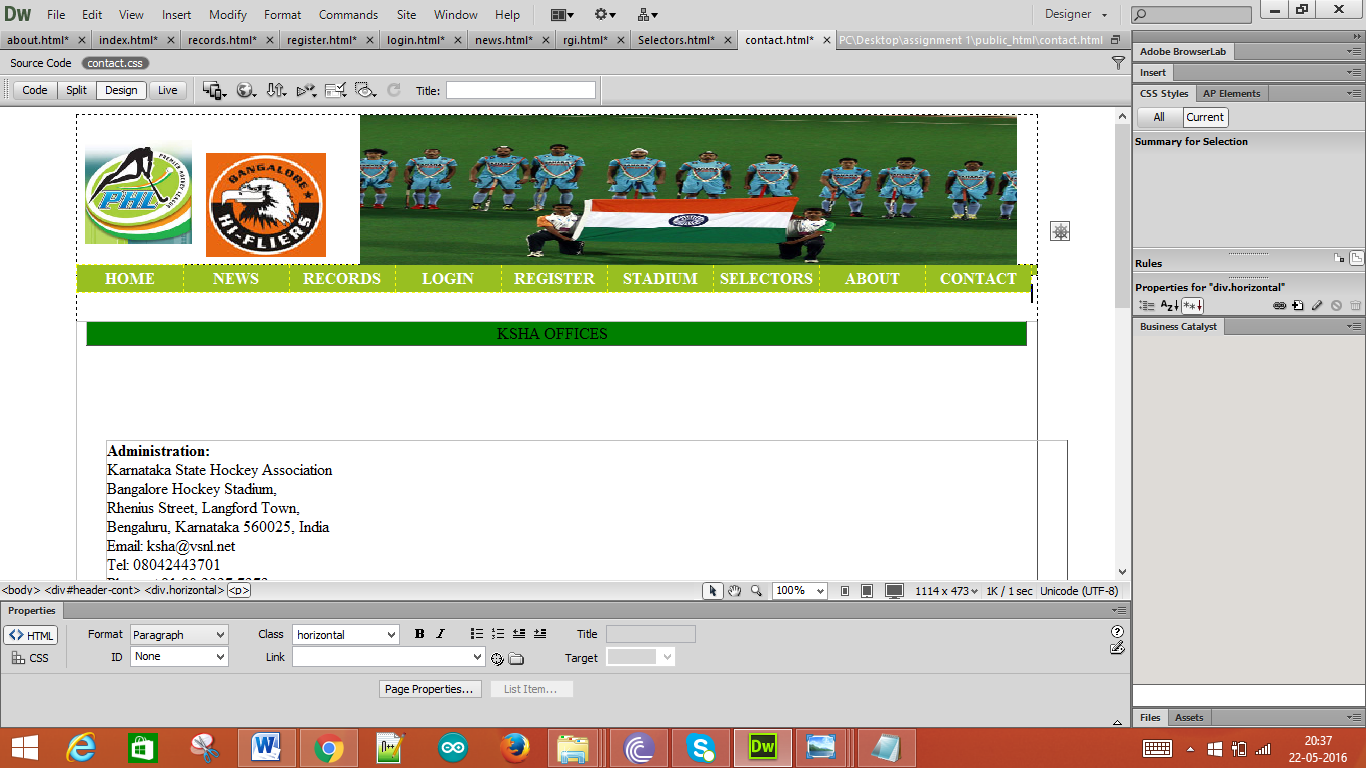 Dw File Edit View Insert Modify Format Commands Site Window Help Designer
about.html* index.html* records.html* register.html* login.html* news.html* rgi.html* Selectors.html* contact.html* PC\Desktop\assignment 1\public_html\contact.html
Source Code contact.css
Code Split Design Live Title:
PREMIER HOCKEY LEAGUE
PHL
BANGALORE
HI-FLIERS
HOME NEWS RECORDS LOGIN REGISTER STADIUM SELECTORS ABOUT CONTACT
KSHA OFFICES
Administration:
Karnataka State Hockey Association
Bangalore Hockey Stadium,
Rhenius Street, Langford Town,
Bengaluru, Karnataka 560025, India
Email: ksha@vsnl.net
Tel: 08042443701
<body> <div#header-cont> <div.horizontal> <p> 100% 1114 x 473 1K / 1 sec Unicode (UTF-8)
Properties
<> HTML Format Paragraph Class horizontal B I Title
CSS ID None Link Target
Page Properties... List Item...
Adobe BrowserLab
Insert
CSS Styles AP Elements
All Current
Summary for Selection
Rules
Properties for "div.horizontal"
Business Catalyst
Files Assets
20:37
22-05-2016